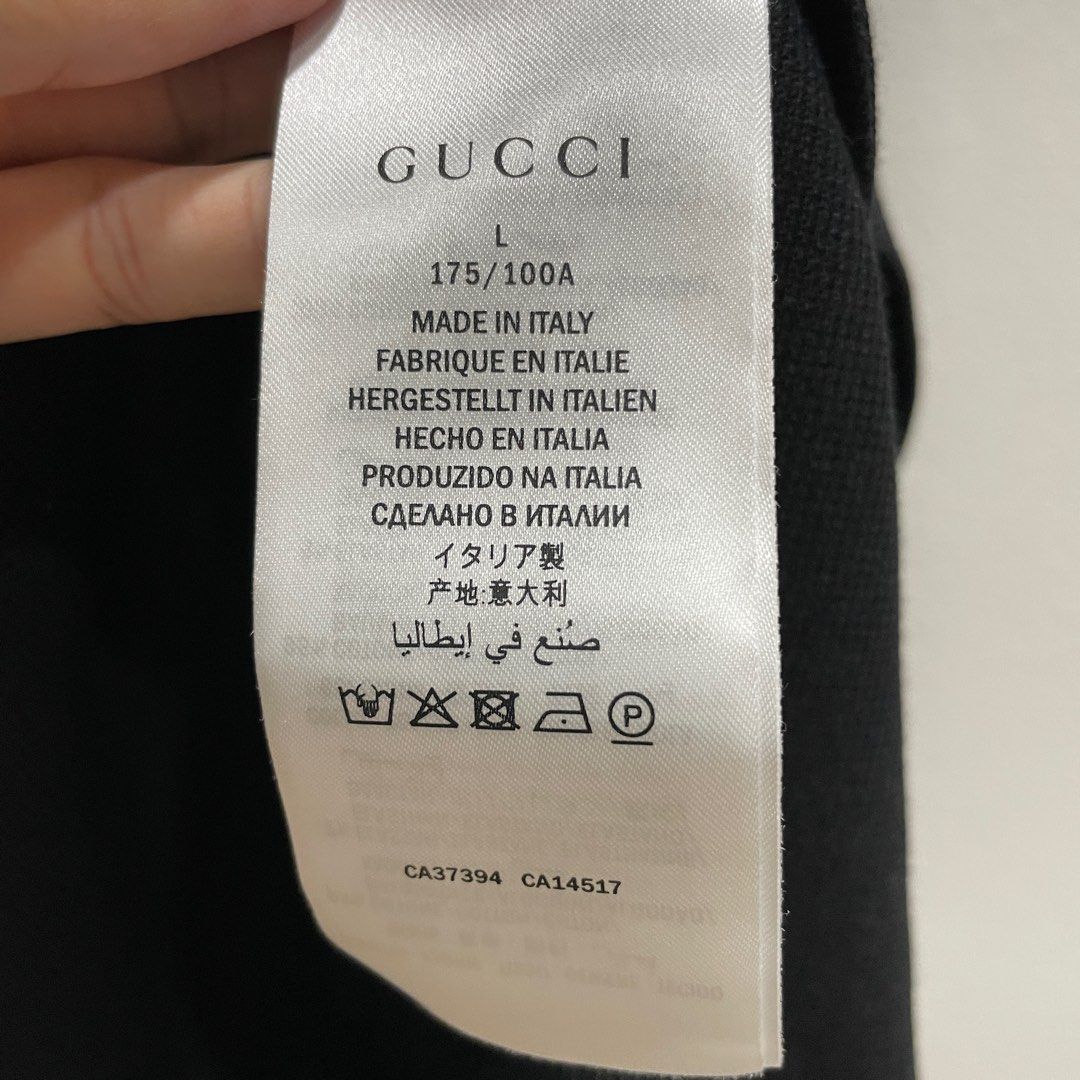 GUCCI
L
175/100A
MADE IN ITALY
FABRIQUE EN ITALIE
HERGESTELLT IN ITALIEN
HECHO EN ITALIA
PRODUZIDO NA ITALIA
СДЕЛАНО В ИТАЛИИ
イタリア製
产地:意大利
صُنع في إيطاليا
P
CA37394 CA14517